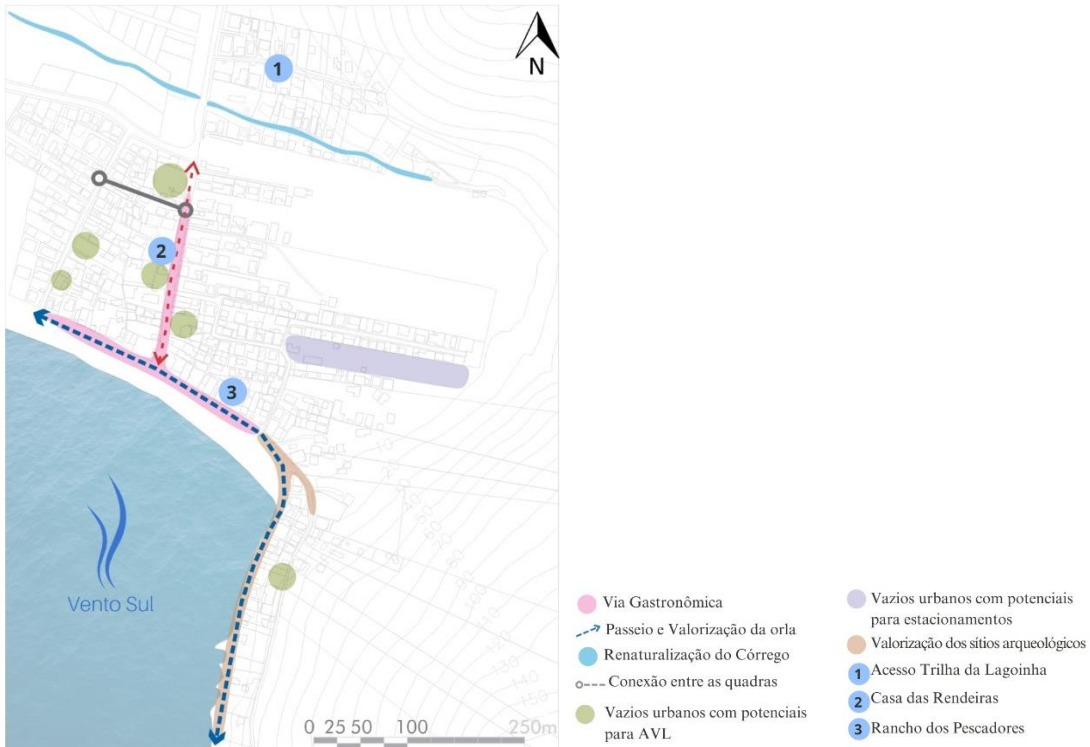 N
1
2
3
Vento Sul
0 25 50 100 250m
Via Gastronômica
Passeio e Valorização da orla
Renaturalização do Córrego
Conexão entre as quadras
Vazios urbanos com potenciais
para AVL
Vazios urbanos com potenciais
para estacionamentos
Valorização dos sítios arqueológicos
1 Acesso Trilha da Lagoinha
2 Casa das Rendeiras
3 Rancho dos Pescadores